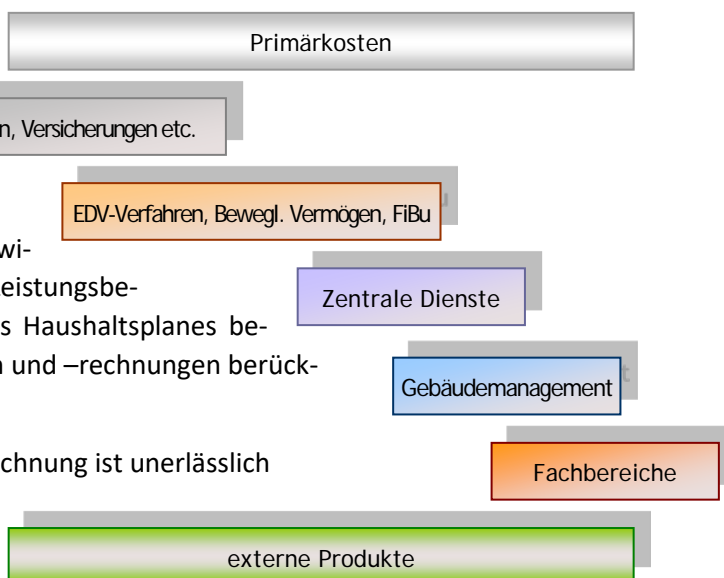 Primärkosten
n, Versicherungen etc.
EDV-Verfahren, Bewegl. Vermögen, FiBu
wi-
eistungsbe-
Zentrale Dienste
s Haushaltsplanes be-
n und –rechnungen berück-
Gebäudemanagement
chnung ist unerlässlich
Fachbereiche
externe Produkte